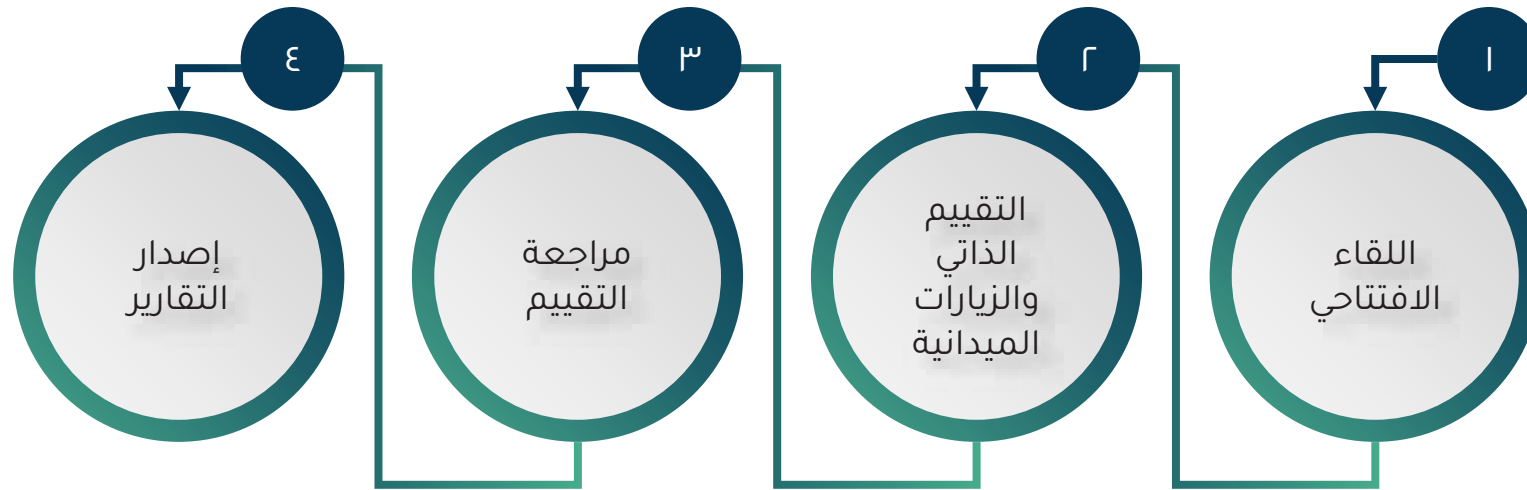 ١
اللقاء
الافتتاحي
٢
التقييم
الذاتي
والزيارات
الميدانية
٣
مراجعة
التقييم
٤
إصدار
التقارير